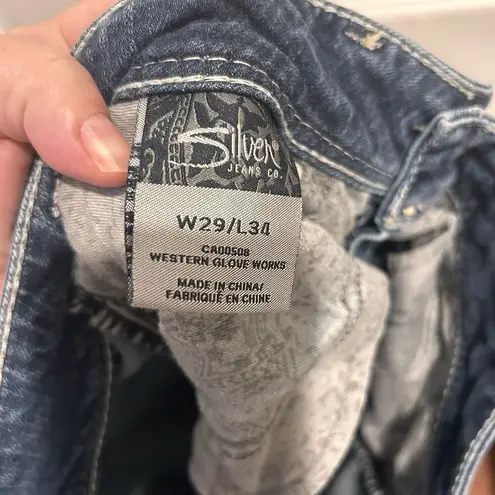 Silver®
JEANS CO.
W29/L34
CA00508
WESTERN GLOVE WORKS
MADE IN CHINA/
FABRIQUÉ EN CHINE